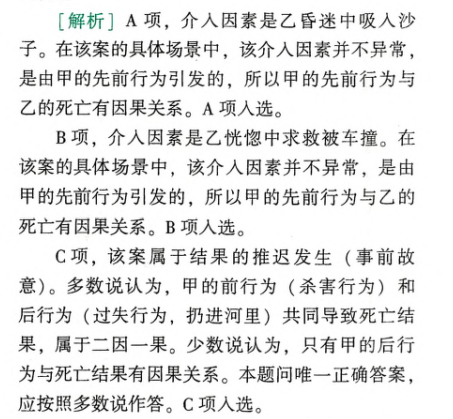 [解析] A 项，介入因素是乙昏迷中吸入沙
子。在该案的具体场景中，该介入因素并不异常，
是由甲的先前行为引发的，所以甲的先前行为与
乙的死亡有因果关系。A 项入选。
B 项，介入因素是乙恍惚中求救被车撞。在
该案的具体场景中，该介入因素并不异常，是由
甲的先前行为引发的，所以甲的先前行为与乙的
死亡有因果关系。B 项入选。
C 项，该案属于结果的推迟发生（事前故
意）。多数说认为，甲的前行为（杀害行为）和
后行为（过失行为，扔进河里）共同导致死亡结
果，属于二因一果。少数说认为，只有甲的后行
为与死亡结果有因果关系。本题问唯一正确答案，
应按照多数说作答。C 项入选。